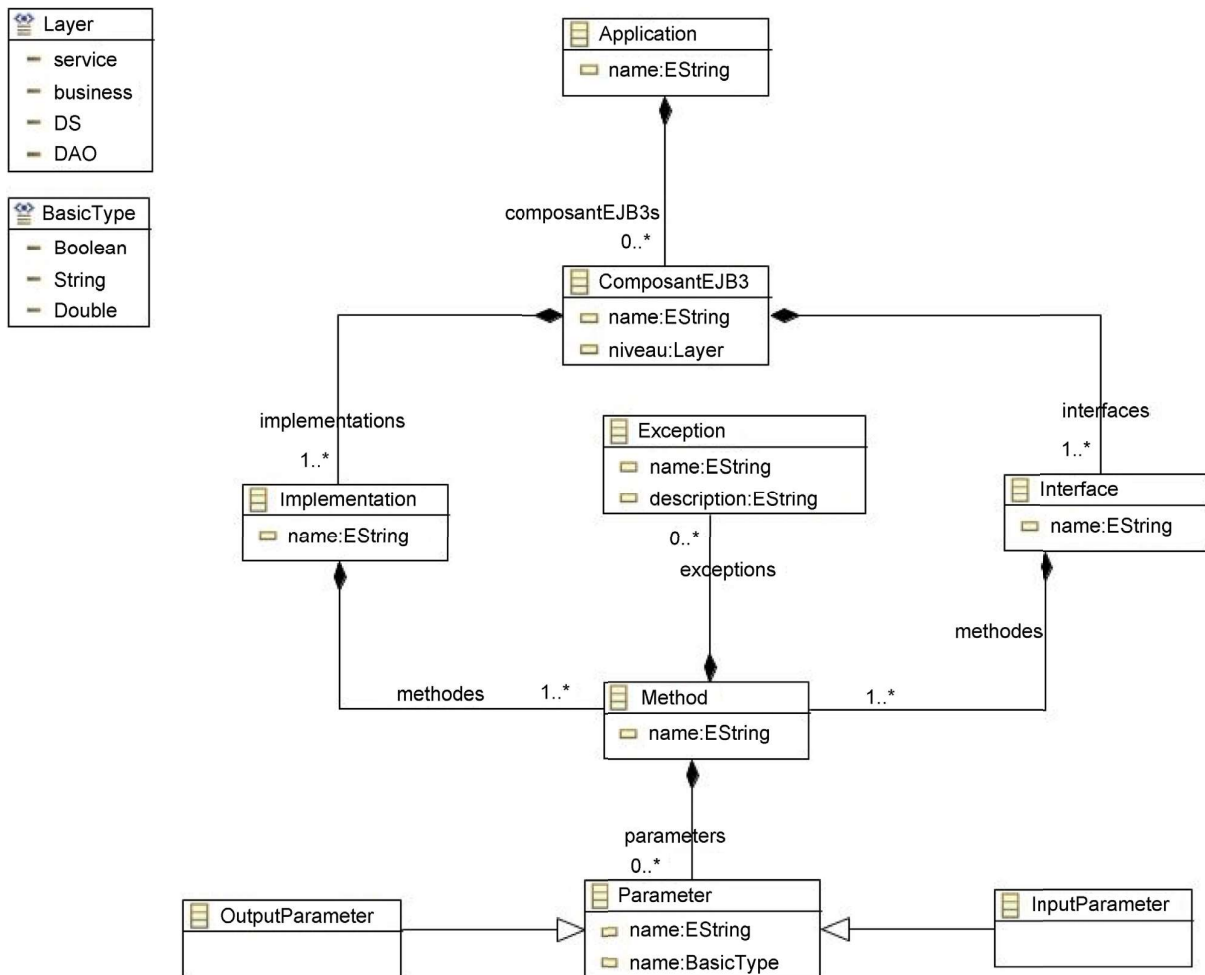 Layer
service
business
DS
DAO
BasicType
Boolean
String
Double
Application
name:EString
composantEJB3s
0..*
ComposantEJB3
name:EString
niveau:Layer
implementations
1..*
interfaces
1..*
Implementation
name:EString
Exception
name:EString
description:EString
0..*
exceptions
Interface
name:EString
methodes
1..*
methodes
1..*
Method
name:EString
parameters
0..*
OutputParameter
Parameter
name:EString
name:BasicType
InputParameter